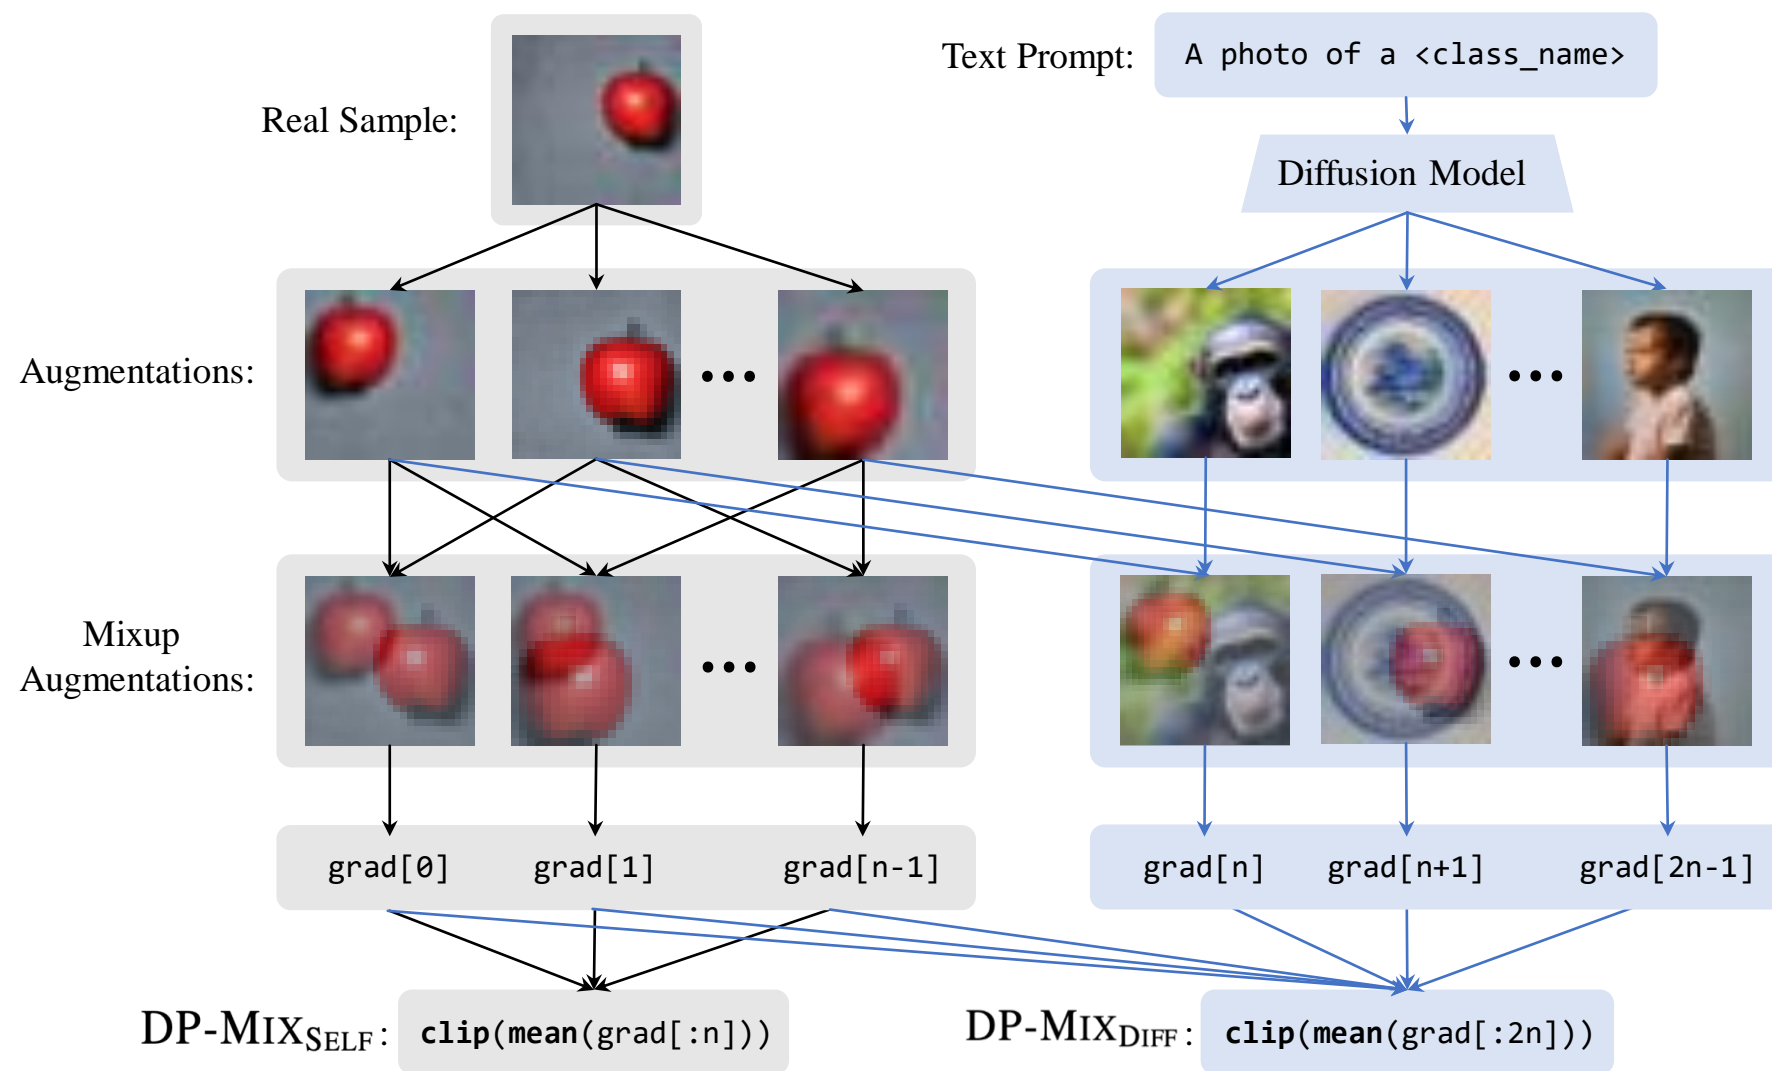 Text Prompt: A photo of a <class_name>
Real Sample:
Diffusion Model
Augmentations:
Mixup
Augmentations:
grad[0] grad[1] grad[n-1] grad[n] grad[n+1] grad[2n-1]
DP-MIXSELF: clip(mean(grad[:n])) DP-MIXDIFF: clip(mean(grad[:2n]))